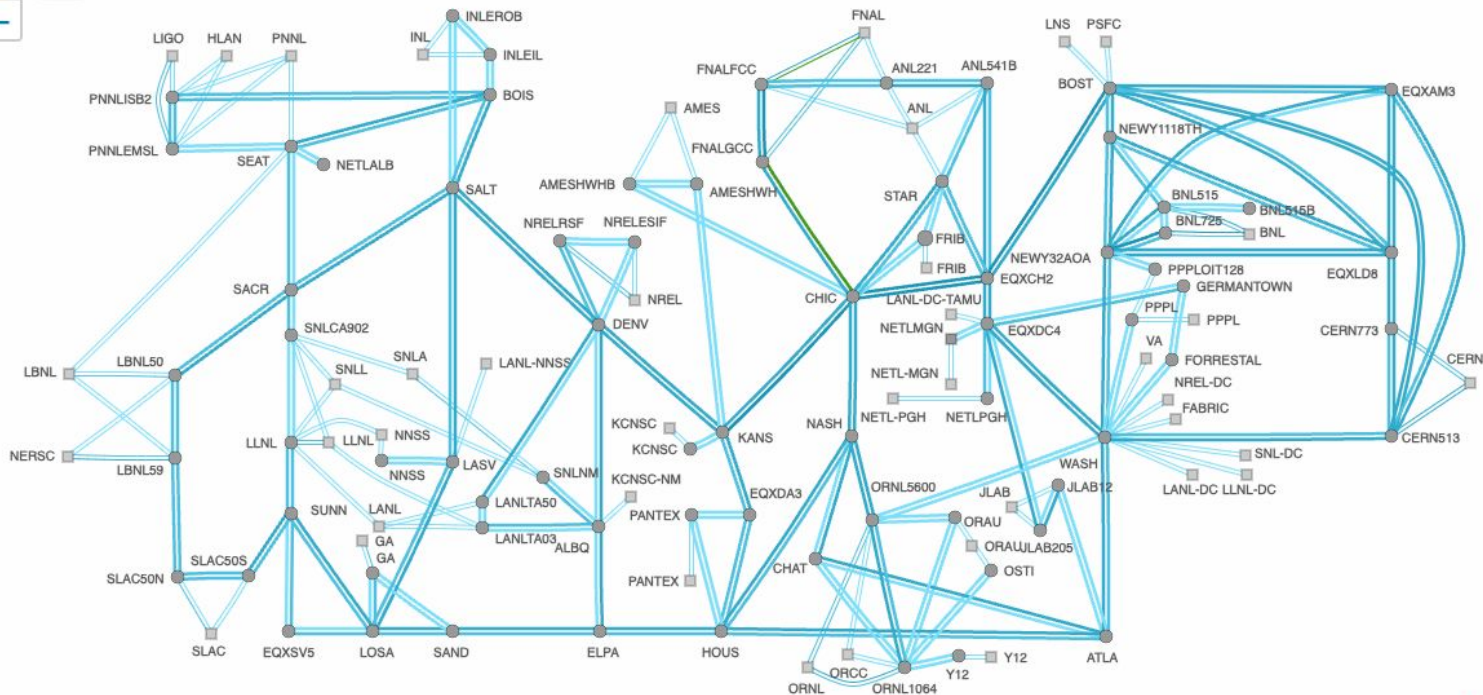 INLEROB
FNAL
LNS
PSFC
LIGO
HLAN
PNNL
INL
INLEIL
FNALFCC
ANL221
ANL541B
BOST
EQXAM3
PNNLISB2
BOIS
AMES
ANL
NEWY1118TH
PNNLEMSL
SEAT
NETLALB
FNALGCC
AMESHWHB
AMESHWH
SALT
STAR
BNL515
BNL515B
BNL725
BNL
NRELRSF
NRELESIF
FRIB
FRIB
NEWY32AOA
EQXLD8
PPPLOIT128
EQXCH2
GERMANTOWN
SACR
NREL
CHIC
LANL-DC-TAMU
PPPL
PPPL
SNLCA902
DENV
NETLMGN
EQXDC4
CERN773
VA
CERN
LBNL
LBNL50
SNLA
LANL-NNSS
FORRESTAL
SNLL
NETL-MGN
NREL-DC
FABRIC
NETL-PGH
NETLPGH
NERSC
LBNL59
LLNL
LLNL
NNSS
NNSS
LASV
KCNSC
KCNSC
KANS
NASH
CERN513
WASH
SNL-DC
LANL-DC
LLNL-DC
SNLNM
KCNSC-NM
EQXDA3
ORNL5600
JLAB
JLAB12
SUNN
LANL
LANLTA50
LANLTA03
PANTEX
ORAU
ORAU
JLAB205
GA
GA
ALBQ
SLAC50S
SLAC50N
PANTEX
CHAT
OSTI
SLAC
EQXSV5
LOSA
SAND
ELPA
HOUS
ORCC
ORNL
ORNL1064
Y12
Y12
ATLA